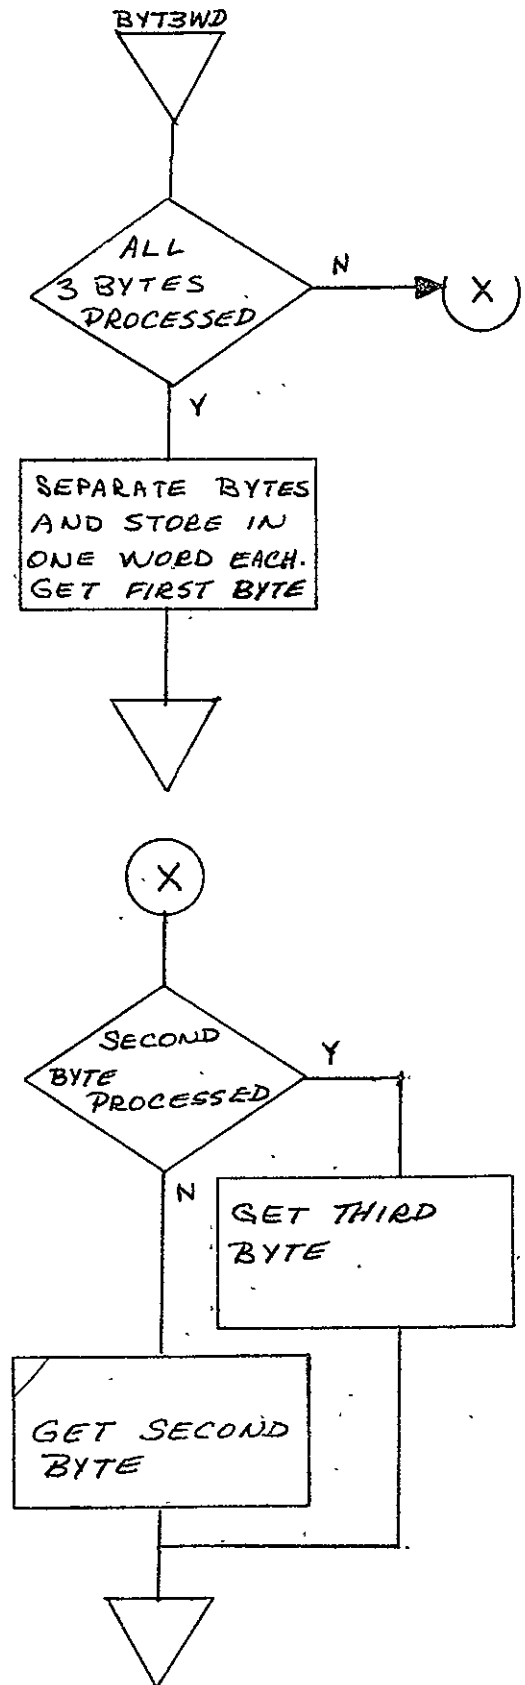 BYT3WD
ALL
3 BYTES
PROCESSED
N
X
Y
SEPARATE BYTES
AND STORE IN
ONE WORD EACH.
GET FIRST BYTE
X
SECOND
BYTE
PROCESSED
Y
N
GET THIRD
BYTE
GET SECOND
BYTE